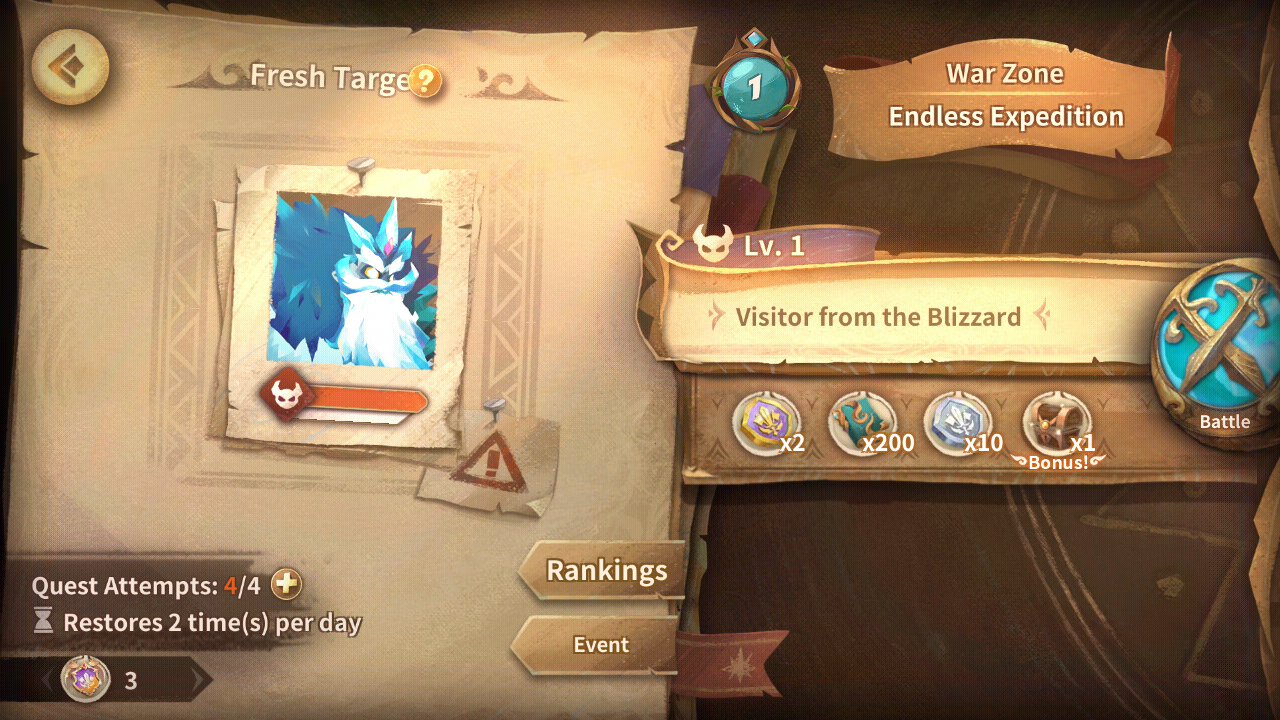 Fresh Targe
?
1
War Zone
Endless Expedition
Lv. 1
Visitor from the Blizzard
x2
x200
x10
x1
Bonus!
Battle
Quest Attempts: 4/4
Restores 2 time(s) per day
3
Rankings
Event